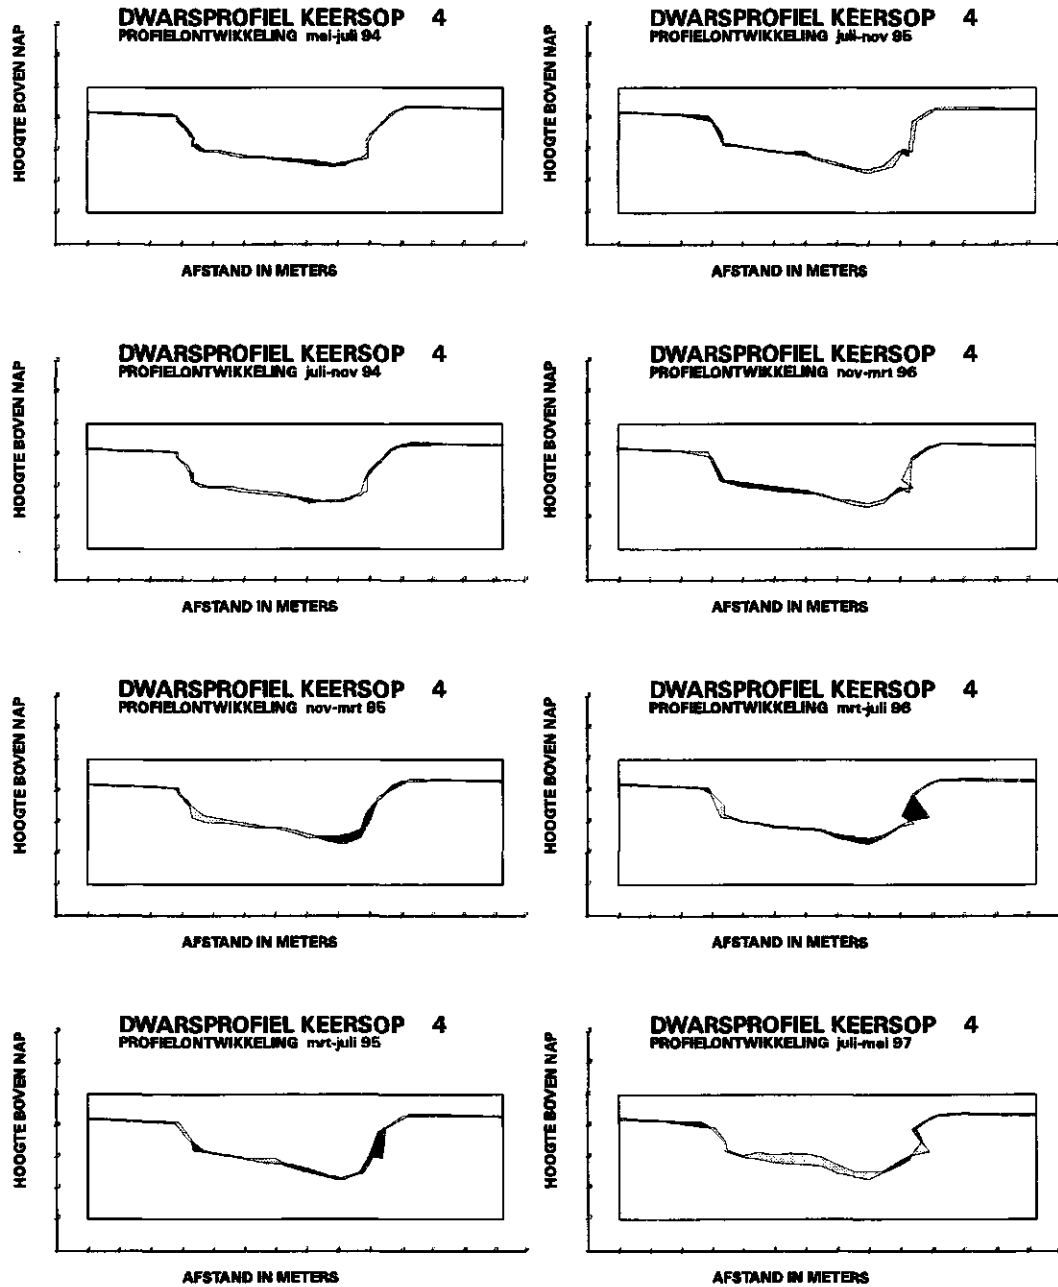 DWARSPROFIEL KEERSOP 4
PROFIELONTWIKKELING mei-juli 94
HOOGTE BOVEN NAP
AFSTAND IN METERS
DWARSPROFIEL KEERSOP 4
PROFIELONTWIKKELING juli-nov 95
HOOGTE BOVEN NAP
AFSTAND IN METERS
DWARSPROFIEL KEERSOP 4
PROFIELONTWIKKELING juli-nov 94
HOOGTE BOVEN NAP
AFSTAND IN METERS
DWARSPROFIEL KEERSOP 4
PROFIELONTWIKKELING nov-mrt 96
HOOGTE BOVEN NAP
AFSTAND IN METERS
DWARSPROFIEL KEERSOP 4
PROFIELONTWIKKELING nov-mrt 95
HOOGTE BOVEN NAP
AFSTAND IN METERS
DWARSPROFIEL KEERSOP 4
PROFIELONTWIKKELING mrt-juli 96
HOOGTE BOVEN NAP
AFSTAND IN METERS
DWARSPROFIEL KEERSOP 4
PROFIELONTWIKKELING mrt-juli 95
HOOGTE BOVEN NAP
AFSTAND IN METERS
DWARSPROFIEL KEERSOP 4
PROFIELONTWIKKELING juli-mei 97
HOOGTE BOVEN NAP
AFSTAND IN METERS